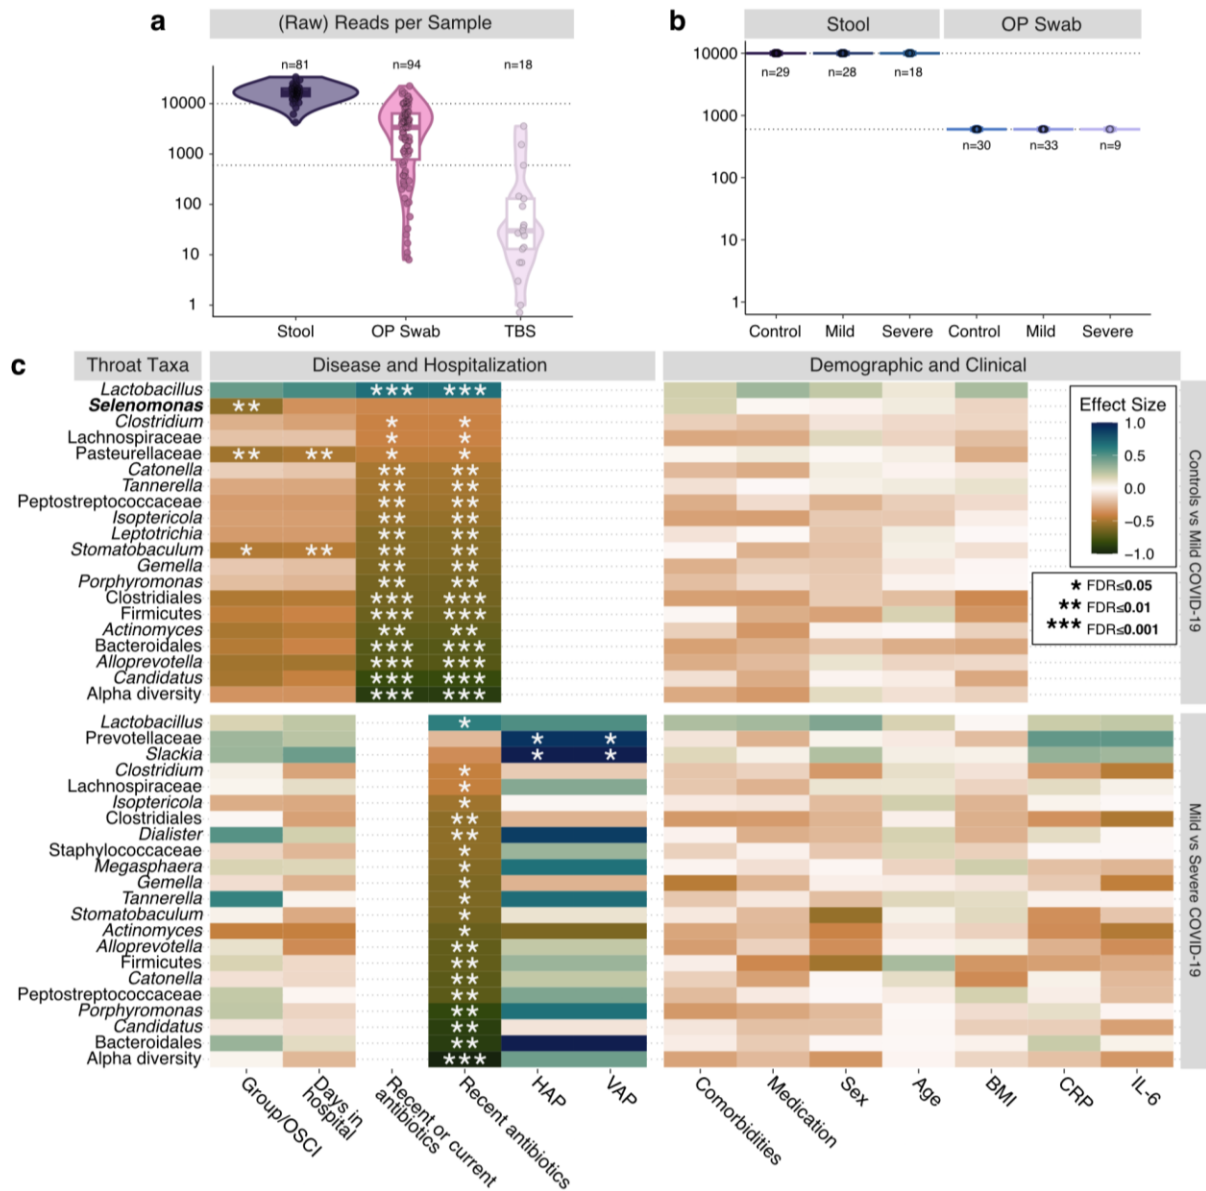 a
(Raw) Reads per Sample
n=81
n=94
n=18
10000
1000
100
10
1
Stool
OP Swab
TBS
b
Stool
OP Swab
10000
1000
100
10
1
n=29
n=28
n=18
n=30
n=33
n=9
Control
Mild
Severe
Control
Mild
Severe
c
Throat Taxa
Disease and Hospitalization
Demographic and Clinical
Lactobacillus *** ***
Selenomonas **
Clostridium * *
Lachnospiraceae * *
Pasteurellaceae ** ** * *
Catonella ** **
Tannerella ** **
Peptostreptococcaceae ** **
Isoptericola ** **
Leptotrichia ** **
Stomatobaculum * ** ** **
Gemella ** **
Porphyromonas ** **
Clostridiales *** ***
Firmicutes *** ***
Actinomyces ** **
Bacteroidales *** ***
Alloprevotella *** ***
Candidatus *** ***
Alpha diversity *** ***
Controls vs Mild COVID-19
Effect Size
1.0
0.5
0.0
−0.5
−1.0
* FDR≤0.05
** FDR≤0.01
*** FDR≤0.001
Lactobacillus *
Prevotellaceae * *
Slackia * *
Clostridium *
Lachnospiraceae *
Isoptericola *
Clostridiales **
Dialister **
Staphylococcaceae *
Megasphaera *
Gemella *
Tannerella *
Stomatobaculum *
Actinomyces *
Alloprevotella **
Firmicutes **
Catonella **
Peptostreptococcaceae **
Porphyromonas **
Candidatus **
Bacteroidales **
Alpha diversity ***
Mild vs Severe COVID-19
Group/OSCI
Days in
hospital
Recent or current
antibiotics
Recent antibiotics
HAP
VAP
Comorbidities
Medication
Sex
Age
BMI
CRP
IL-6